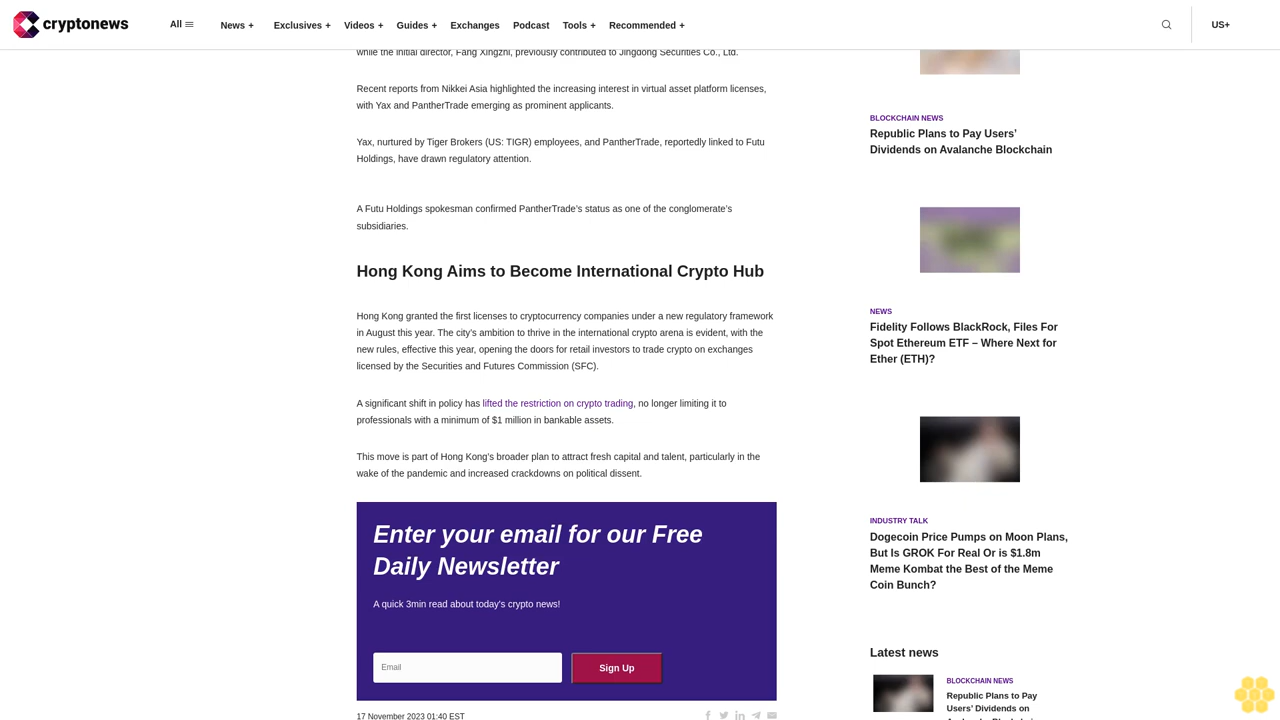 cryptonews
All
News +
Exclusives +
Videos +
Guides +
Exchanges
Podcast
Tools +
Recommended +
US+
while the initial director, Fang Xingzhi, previously contributed to Jingdong Securities Co., Ltd.
Recent reports from Nikkei Asia highlighted the increasing interest in virtual asset platform licenses,
with Yax and PantherTrade emerging as prominent applicants.
Yax, nurtured by Tiger Brokers (US: TIGR) employees, and PantherTrade, reportedly linked to Futu
Holdings, have drawn regulatory attention.
A Futu Holdings spokesman confirmed PantherTrade’s status as one of the conglomerate’s
subsidiaries.
Hong Kong Aims to Become International Crypto Hub
Hong Kong granted the first licenses to cryptocurrency companies under a new regulatory framework
in August this year. The city’s ambition to thrive in the international crypto arena is evident, with the
new rules, effective this year, opening the doors for retail investors to trade crypto on exchanges
licensed by the Securities and Futures Commission (SFC).
A significant shift in policy has lifted the restriction on crypto trading, no longer limiting it to
professionals with a minimum of $1 million in bankable assets.
This move is part of Hong Kong’s broader plan to attract fresh capital and talent, particularly in the
wake of the pandemic and increased crackdowns on political dissent.
Enter your email for our Free
Daily Newsletter
A quick 3min read about today's crypto news!
Email
Sign Up
17 November 2023 01:40 EST
BLOCKCHAIN NEWS
Republic Plans to Pay Users’
Dividends on Avalanche Blockchain
NEWS
Fidelity Follows BlackRock, Files For
Spot Ethereum ETF – Where Next for
Ether (ETH)?
INDUSTRY TALK
Dogecoin Price Pumps on Moon Plans,
But Is GROK For Real Or is $1.8m
Meme Kombat the Best of the Meme
Coin Bunch?
Latest news
BLOCKCHAIN NEWS
Republic Plans to Pay
Users’ Dividends on